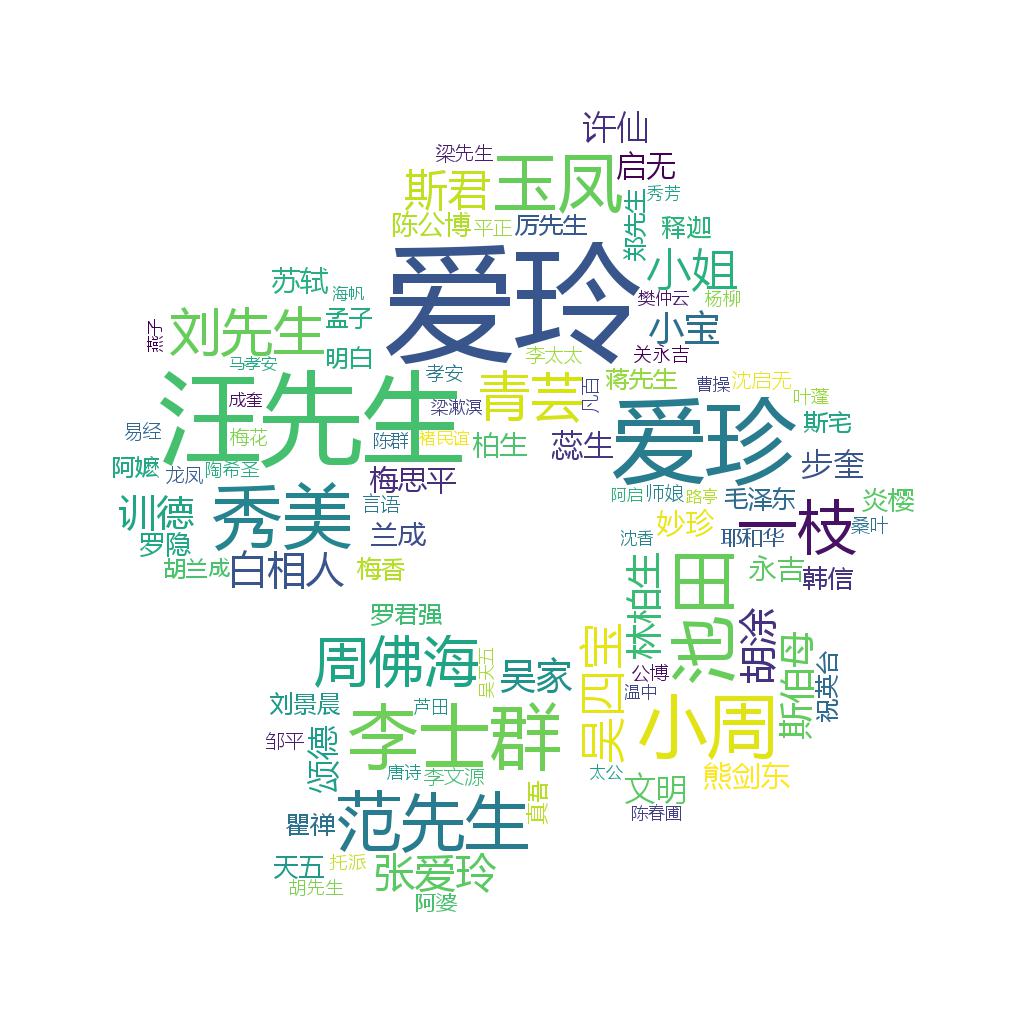 许仙
梁先生
玉凤
启无
斯君
秀芳
陈公博
平正
厉先生
郑先生
释迦
爱玲
小姐
苏轼
海帆
樊仲云
杨柳
刘先生
孟子
小宝
燕子
明白
李太太
关永吉
马孝安
孝安
蒋先生
曹操
沈启无
汪先生
成奎
梁漱溟
青芸
凡百
爱珍
叶蓬
易经
梅花
陈群
褚民谊
柏生
蕊生
斯宅
阿嬷
龙凤
陶希圣
梅思平
步奎
训德
秀美
言语
阿启
师娘
路亭
毛泽东
炎樱
罗隐
兰成
妙珍
一枝
桑叶
沈香
耶和华
胡兰成
白相人
梅香
永吉
韩信
林柏生
池田
罗君强
胡涂
周佛海
吴天五
吴家
吴四宝
公博
斯伯母
祝英台
温中
刘景晨
芦田
李士群
小周
邹平
颂德
唐诗
李文源
太公
文明
熊剑东
瞿禅
范先生
真吾
陈春圃
天五
托派
张爱玲
胡先生
阿婆